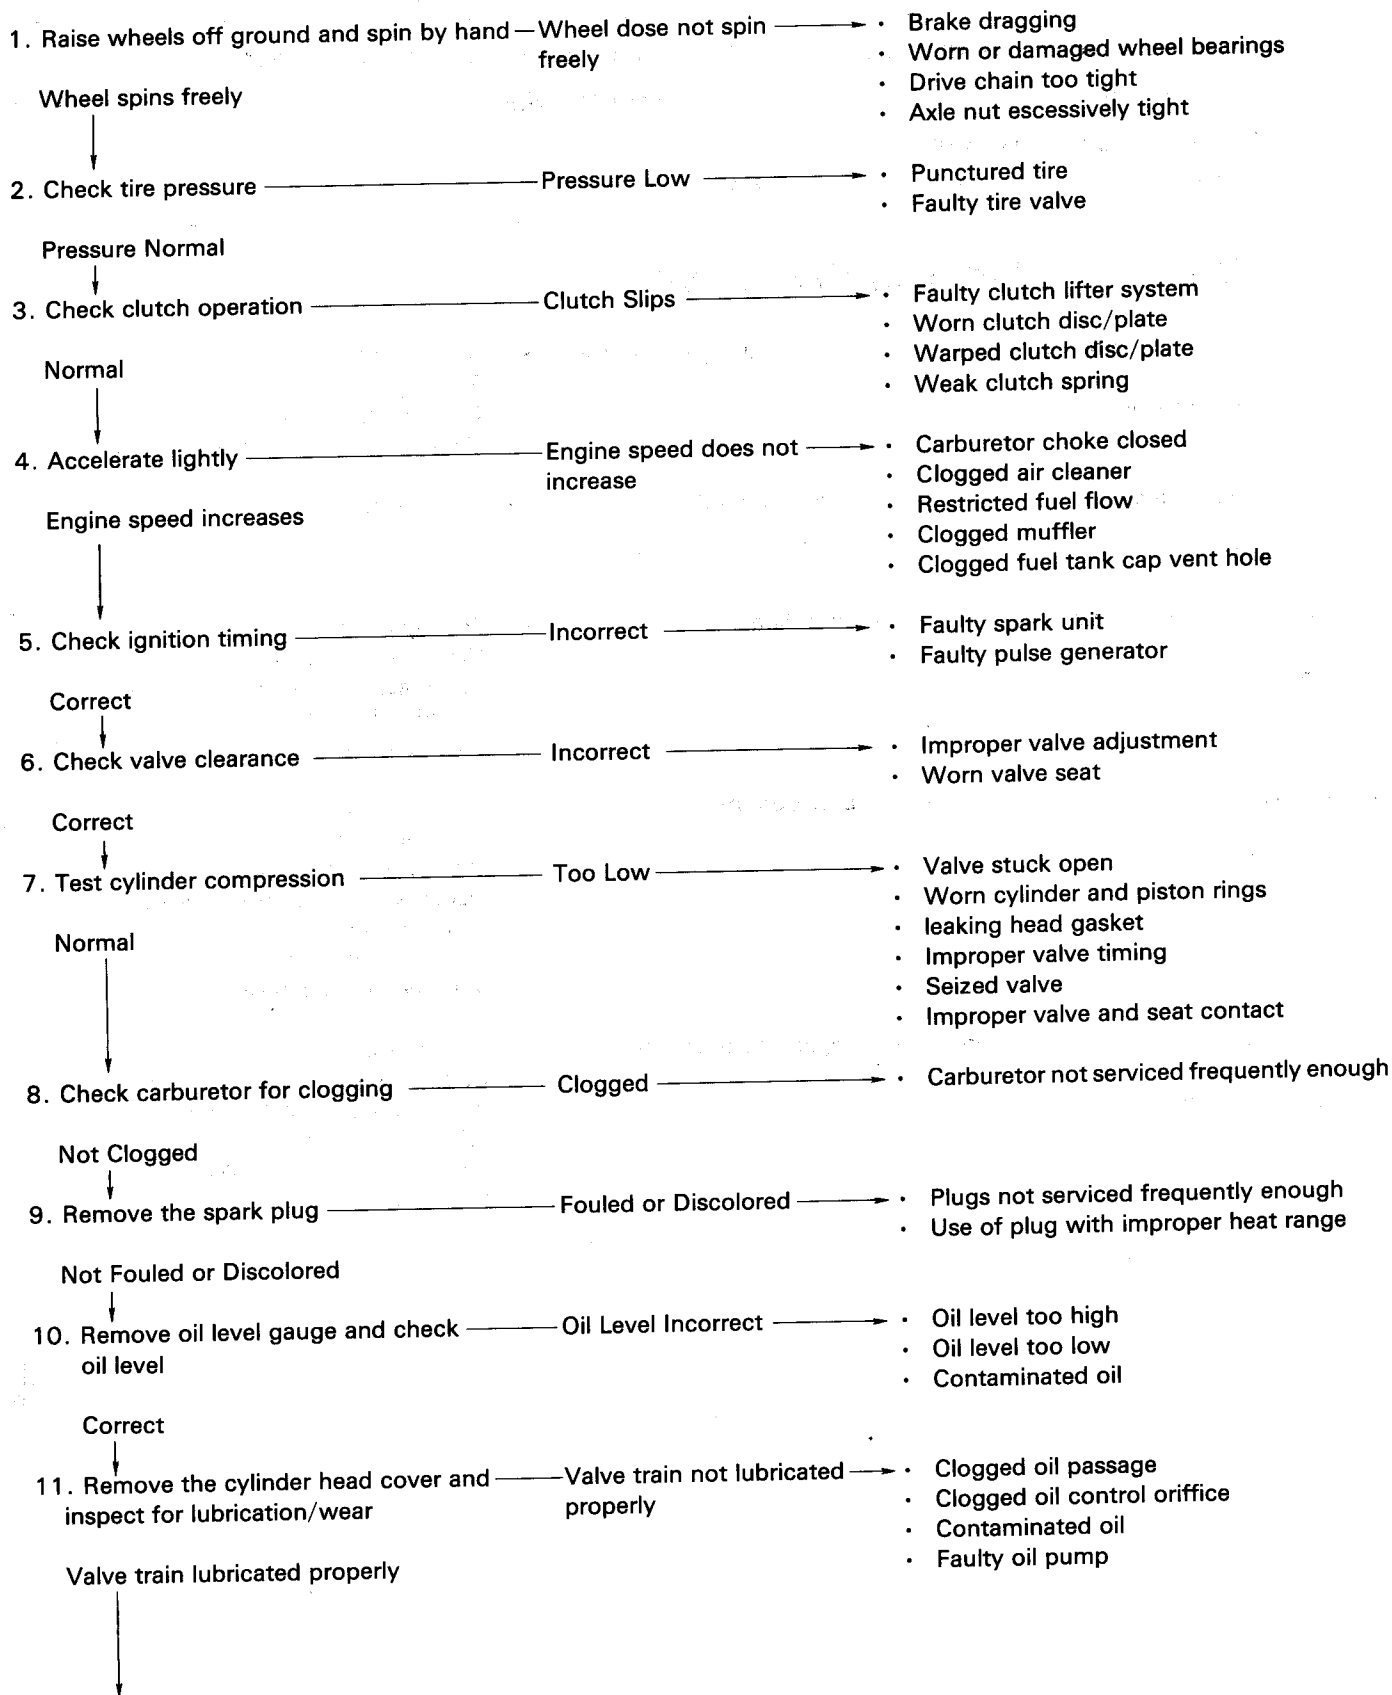 1. Raise wheels off ground and spin by hand — Wheel dose not spin freely
· Brake dragging
· Worn or damaged wheel bearings
· Drive chain too tight
· Axle nut escessively tight
Wheel spins freely
2. Check tire pressure — Pressure Low
· Punctured tire
· Faulty tire valve
Pressure Normal
3. Check clutch operation — Clutch Slips
· Faulty clutch lifter system
· Worn clutch disc/plate
· Warped clutch disc/plate
· Weak clutch spring
Normal
4. Accelerate lightly — Engine speed does not increase
· Carburetor choke closed
· Clogged air cleaner
· Restricted fuel flow
· Clogged muffler
· Clogged fuel tank cap vent hole
Engine speed increases
5. Check ignition timing — Incorrect
· Faulty spark unit
· Faulty pulse generator
Correct
6. Check valve clearance — Incorrect
· Improper valve adjustment
· Worn valve seat
Correct
7. Test cylinder compression — Too Low
· Valve stuck open
· Worn cylinder and piston rings
· leaking head gasket
· Improper valve timing
· Seized valve
· Improper valve and seat contact
Normal
8. Check carburetor for clogging — Clogged
· Carburetor not serviced frequently enough
Not Clogged
9. Remove the spark plug — Fouled or Discolored
· Plugs not serviced frequently enough
· Use of plug with improper heat range
Not Fouled or Discolored
10. Remove oil level gauge and check oil level — Oil Level Incorrect
· Oil level too high
· Oil level too low
· Contaminated oil
Correct
11. Remove the cylinder head cover and inspect for lubrication/wear — Valve train not lubricated properly
· Clogged oil passage
· Clogged oil control oriffice
· Contaminated oil
· Faulty oil pump
Valve train lubricated properly